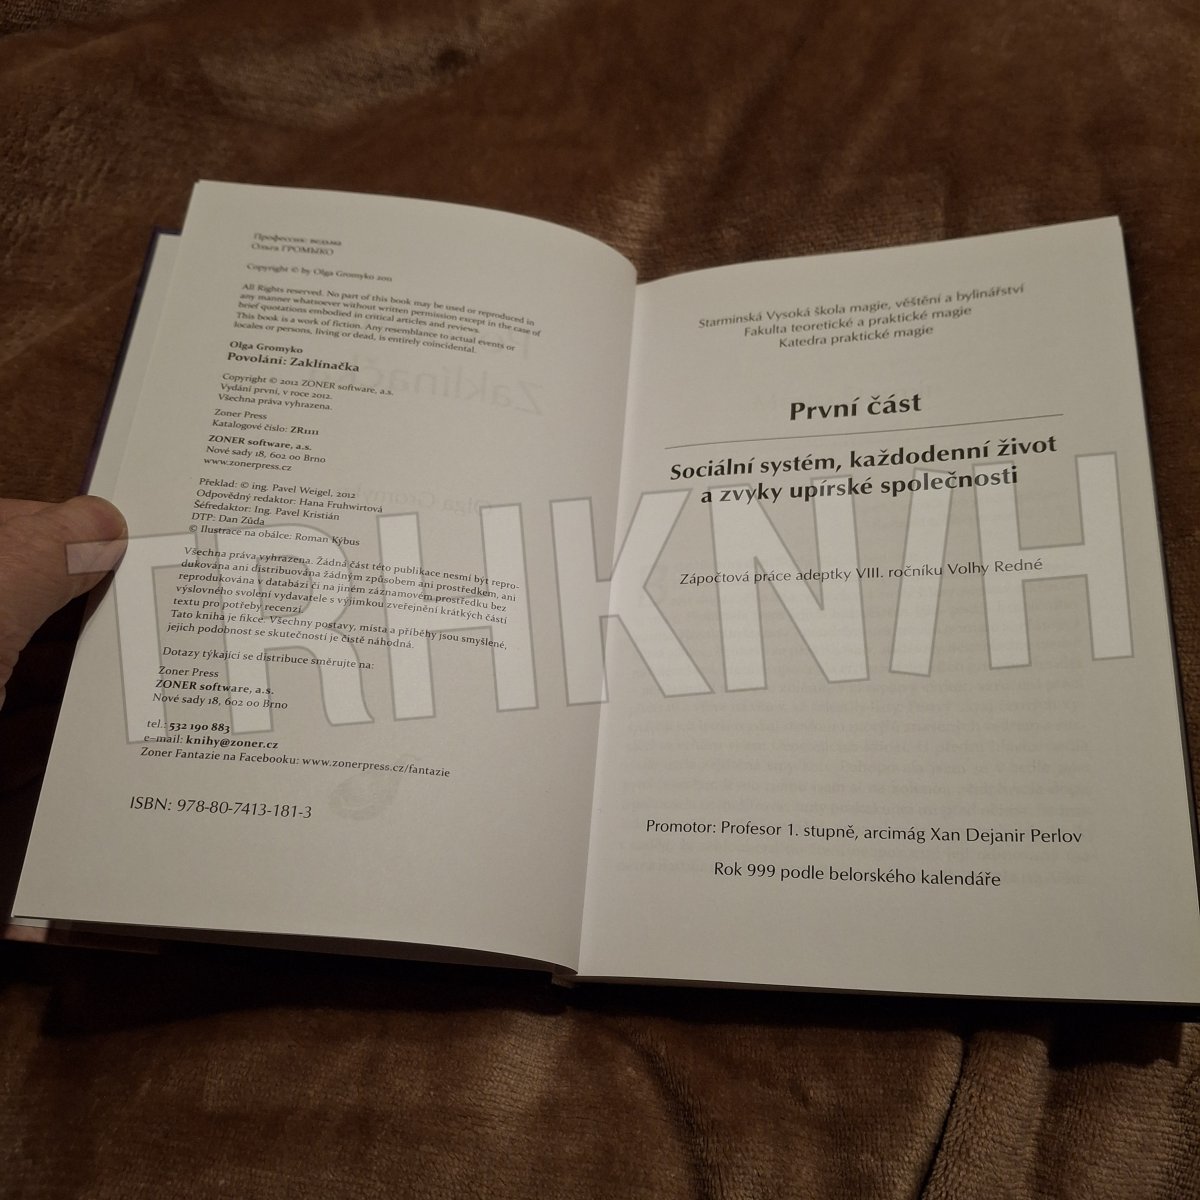 Профессия: ведьма
Ольга ГРОМЫКО
Copyright © by Olga Gromyko 2011
All Rights reserved. No part of this book may be used or reproduced in
any manner whatsoever without written permission except in the case of
brief quotations embodied in critical articles and reviews.
This book is a work of fiction. Any resemblance to actual events or
locales or persons, living or dead, is entirely coincidental.
Olga Gromyko
Povolání: Zaklínačka
Copyright © 2012 ZONER software, a.s.
Vydání první, v roce 2012.
Všechna práva vyhrazena.
Zoner Press
Katalogové číslo: ZR1111
ZONER software, a.s.
Nové sady 18, 602 00 Brno
www.zonerpress.cz
Překlad: © ing. Pavel Weigel, 2012
Odpovědný redaktor: Hana Fruhwirtová
Šéfredaktor: Ing. Pavel Kristián
DTP: Dan Zůda
© Ilustrace na obálce: Roman Kýbus
Všechna práva vyhrazena. Žádná část této publikace nesmí být repro-
dukována ani distribuována žádným způsobem ani prostředkem, ani
reprodukována v databázi či na jiném záznamovém prostředku bez
výslovného svolení vydavatele s výjimkou zveřejnění krátkých částí
textu pro potřeby recenzí.
Tato kniha je fikce. Všechny postavy, místa a příběhy jsou smyšlené,
jejich podobnost se skutečností je čistě náhodná.
Dotazy týkající se distribuce směrujte na:
Zoner Press
ZONER software, a.s.
Nové sady 18, 602 00 Brno
tel.: 532 190 883
e-mail: knihy@zoner.cz
Zoner Fantazie na Facebooku: www.zonerpress.cz/fantazie
ISBN: 978-80-7413-181-3
Starminská Vysoká škola magie, věštění a bylinářství
Fakulta teoretické a praktické magie
Katedra praktické magie
První část
Sociální systém, každodenní život
a zvyky upírské společnosti
Zápočtová práce adeptky VIII. ročníku Volhy Redné
Promotor: Profesor 1. stupně, arcimág Xan Dejanir Perlov
Rok 999 podle belorského kalendáře
TRHKN/H